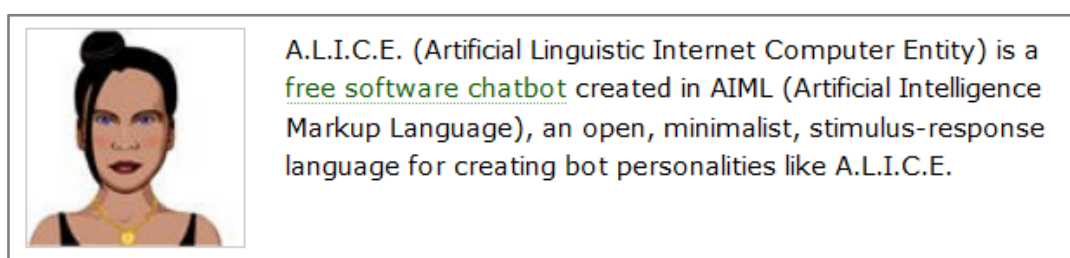 A.L.I.C.E. (Artificial Linguistic Internet Computer Entity) is a
free software chatbot created in AIML (Artificial Intelligence
Markup Language), an open, minimalist, stimulus-response
language for creating bot personalities like A.L.I.C.E.